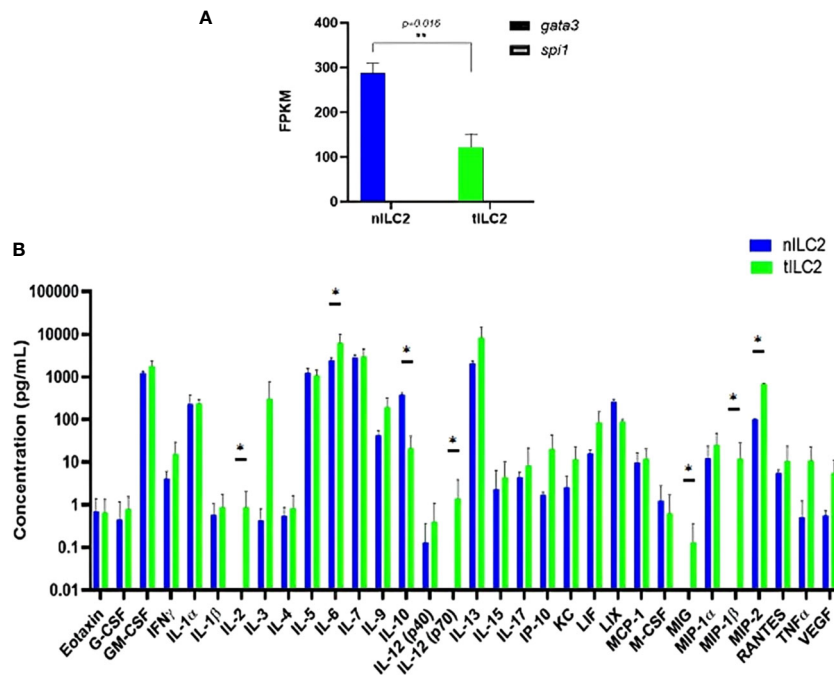 A
p=0.016
**
gata3
spi1
400
300
200
100
0
FPKM
nILC2
tILC2
B
nILC2
tILC2
100000
10000
1000
100
10
1
0.1
0.01
Concentration (pg/mL)
*
*
*
*
*
*
*
Eotaxin
G-CSF
GM-CSF
IFNγ
IL-1α
IL-1β
IL-2
IL-3
IL-4
IL-5
IL-6
IL-7
IL-9
IL-10
IL-12 (p40)
IL-12 (p70)
IL-13
IL-15
IL-17
IP-10
KC
LIF
LIX
MCP-1
M-CSF
MIG
MIP-1α
MIP-1β
MIP-2
RANTES
TNFα
VEGF